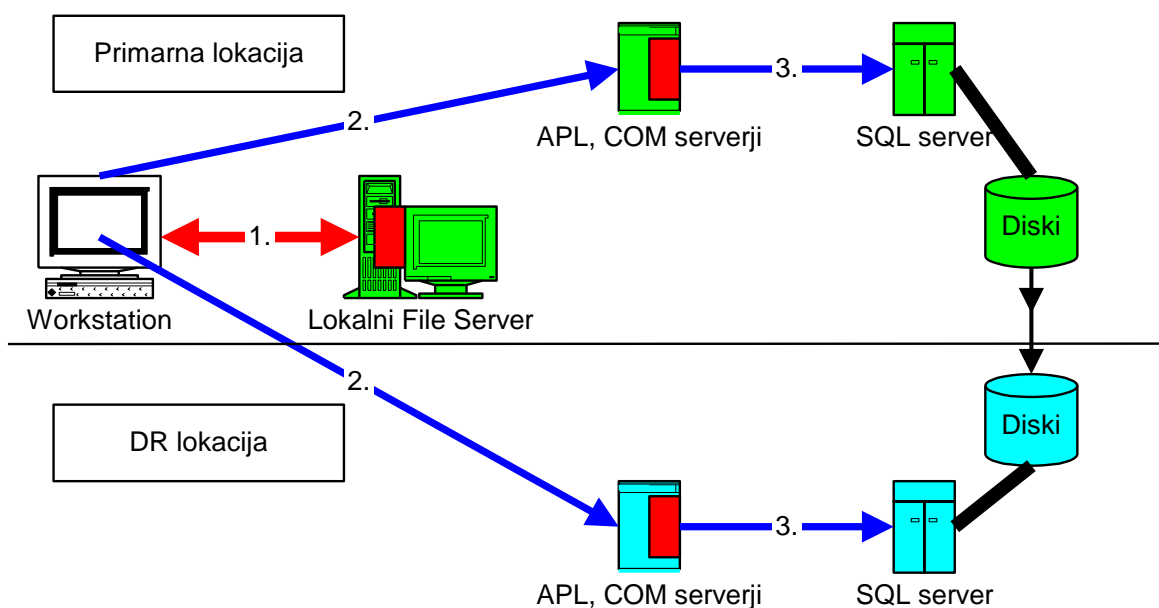 Primarna lokacija
3.
2.
APL, COM serverji
SQL server
Diski
1.
Workstation
Lokalni File Server
2.
Diski
DR lokacija
3.
APL, COM serverji
SQL server